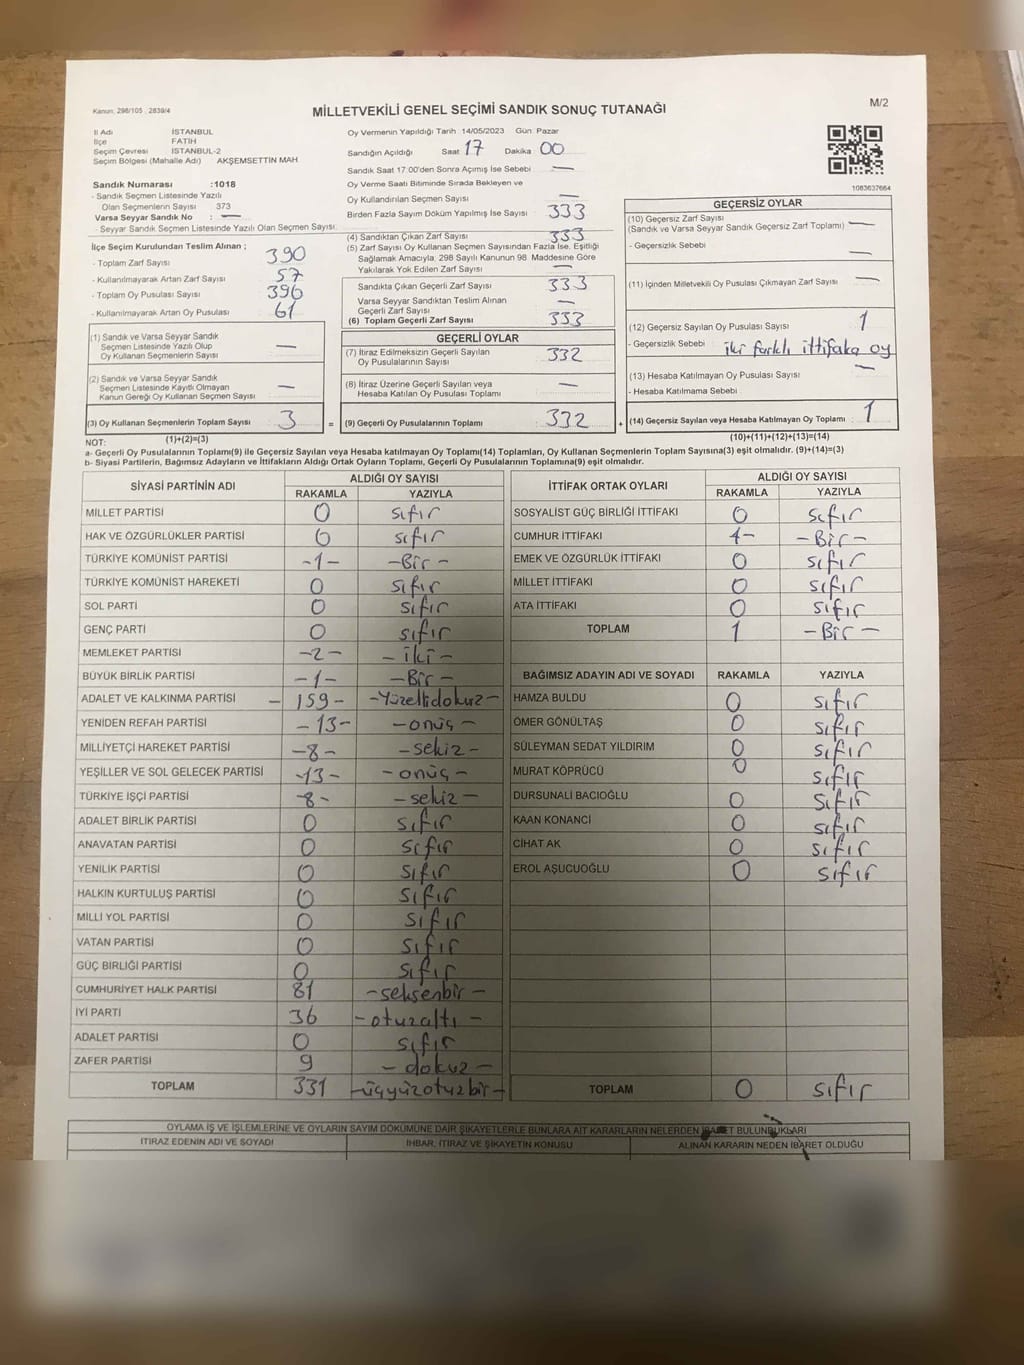 Kanun: 298/105 , 2839/4
MİLLETVEKİLİ GENEL SEÇİMİ SANDIK SONUÇ TUTANAĞI
M/2
İl Adı İSTANBUL
İlçe FATİH
Seçim Çevresi İSTANBUL-2
Seçim Bölgesi (Mahalle Adı) AKŞEMSETTİN MAH
Sandık Numarası :1018
- Sandık Seçmen Listesinde Yazılı
Olan Seçmenlerin Sayısı 373
Varsa Seyyar Sandık No : —
Seyyar Sandık Seçmen Listesinde Yazılı Olan Seçmen Sayısı
İlçe Seçim Kurulundan Teslim Alınan ;
- Toplam Zarf Sayısı 390
- Kullanılmayarak Artan Zarf Sayısı 57
- Toplam Oy Pusulası Sayısı 396
- Kullanılmayarak Artan Oy Pusulası 61
Oy Vermenin Yapıldığı Tarih 14/05/2023 Gün Pazar
Sandığın Açıldığı Saat 17 Dakika 00
Sandık Saat 17:00'den Sonra Açımış İse Sebebi —
Oy Verme Saati Bitiminde Sırada Bekleyen ve
Oy Kullandırılan Seçmen Sayısı —
Birden Fazla Sayım Döküm Yapılmış İse Sayısı 333
(4) Sandıktan Çıkan Zarf Sayısı 333
(5) Zarf Sayısı Oy Kullanan Seçmen Sayısından Fazla İse, Eşitliği
Sağlamak Amacıyla, 298 Sayılı Kanunun 98. Maddesine Göre
Yakılarak Yok Edilen Zarf Sayısı —
Sandıkta Çıkan Geçerli Zarf Sayısı 333
Varsa Seyyar Sandıktan Teslim Alınan
Geçerli Zarf Sayısı —
(6) Toplam Geçerli Zarf Sayısı 333
1083637664
GEÇERSİZ OYLAR
(10) Geçersiz Zarf Sayısı
(Sandık ve Varsa Seyyar Sandık Geçersiz Zarf Toplamı) —
- Geçersizlik Sebebi —
(11) İçinden Milletvekili Oy Pusulası Çıkmayan Zarf Sayısı —
(12) Geçersiz Sayılan Oy Pusulası Sayısı 1
- Geçersizlik Sebebi iki farklı ittifaka oy
(13) Hesaba Katılmayan Oy Pusulası Sayısı —
- Hesaba Katılmama Sebebi
(14) Geçersiz Sayılan veya Hesaba Katılmayan Oy Toplamı : 1
(10)+(11)+(12)+(13)=(14)
(1) Sandık ve Varsa Seyyar Sandık
Seçmen Listesinde Yazılı Olup
Oy Kullanan Seçmenlerin Sayısı —
(2) Sandık ve Varsa Seyyar Sandık
Seçmen Listesinde Kayıtlı Olmayan
Kanun Gereği Oy Kullanan Seçmen Sayısı —
(3) Oy Kullanan Seçmenlerin Toplam Sayısı 3 =
(1)+(2)=(3)
GEÇERLİ OYLAR
(7) İtiraz Edilmeksizin Geçerli Sayılan
Oy Pusulalarının Sayısı 332
(8) İtiraz Üzerine Geçerli Sayılan veya
Hesaba Katılan Oy Pusulası Toplamı —
(9) Geçerli Oy Pusulalarının Toplamı 332 +
NOT:
a- Geçerli Oy Pusulalarının Toplamı(9) ile Geçersiz Sayılan veya Hesaba Katılmayan Oy Toplamı(14) Toplamları, Oy Kullanan Seçmenlerin Toplam Sayısına(3) eşit olmalıdır. (9)+(14)=(3)
b- Siyasi Partilerin, Bağımsız Adayların ve İttifakların Aldığı Ortak Oyların Toplamı, Geçerli Oy Pusulalarının Toplamına(9) eşit olmalıdır.
SİYASİ PARTİNİN ADI ALDIĞI OY SAYISI
RAKAMLA YAZIYLA
MİLLET PARTİSİ 0 sıfır
HAK VE ÖZGÜRLÜKLER PARTİSİ 0 sıfır
TÜRKİYE KOMÜNİST PARTİSİ -1- -Bir-
TÜRKİYE KOMÜNİST HAREKETİ 0 sıfır
SOL PARTİ 0 sıfır
GENÇ PARTİ 0 sıfır
MEMLEKET PARTİSİ -2- -iki-
BÜYÜK BİRLİK PARTİSİ -1- -Bir-
ADALET VE KALKINMA PARTİSİ - 159- -Yüzellidokuz-
YENİDEN REFAH PARTİSİ -13- -onüç-
MİLLİYETÇİ HAREKET PARTİSİ -8- -sekiz-
YEŞİLLER VE SOL GELECEK PARTİSİ -13- -onüç-
TÜRKİYE İŞÇİ PARTİSİ -8- -sekiz-
ADALET BİRLİK PARTİSİ 0 sıfır
ANAVATAN PARTİSİ 0 sıfır
YENİLİK PARTİSİ 0 sıfır
HALKIN KURTULUŞ PARTİSİ 0 sıfır
MİLLİ YOL PARTİSİ 0 sıfır
VATAN PARTİSİ 0 sıfır
GÜÇ BİRLİĞİ PARTİSİ 0 sıfır
CUMHURİYET HALK PARTİSİ 81 -seksenbir-
İYİ PARTİ 36 -otuzaltı-
ADALET PARTİSİ 0 sıfır
ZAFER PARTİSİ 9 -dokuz-
TOPLAM 331 -üçyüzotuzbir-
İTTİFAK ORTAK OYLARI ALDIĞI OY SAYISI
RAKAMLA YAZIYLA
SOSYALİST GÜÇ BİRLİĞİ İTTİFAKI 0 sıfır
CUMHUR İTTİFAKI 1- -Bir-
EMEK VE ÖZGÜRLÜK İTTİFAKI 0 sıfır
MİLLET İTTİFAKI 0 sıfır
ATA İTTİFAKI 0 sıfır
TOPLAM 1 -Bir-
BAĞIMSIZ ADAYIN ADI VE SOYADI RAKAMLA YAZIYLA
HAMZA BULDU 0 sıfır
ÖMER GÖNÜLTAŞ 0 sıfır
SÜLEYMAN SEDAT YILDIRIM 0 sıfır
MURAT KÖPRÜCÜ 0 sıfır
DURSUNALİ BACIOĞLU 0 sıfır
KAAN KONANCİ 0 sıfır
CİHAT AK 0 sıfır
EROL AŞUCUOĞLU 0 sıfır
TOPLAM 0 sıfır
OYLAMA İŞ VE İŞLEMLERİNE VE OYLARIN SAYIM DÖKÜMÜNE DAİR ŞİKAYETLERLE BUNLARA AİT KARARLARIN NELERDEN İBARET BULUNDUKLARI
İTİRAZ EDENİN ADI VE SOYADI İHBAR, İTİRAZ VE ŞİKAYETİN KONUSU ALINAN KARARIN NEDEN İBARET OLDUĞU